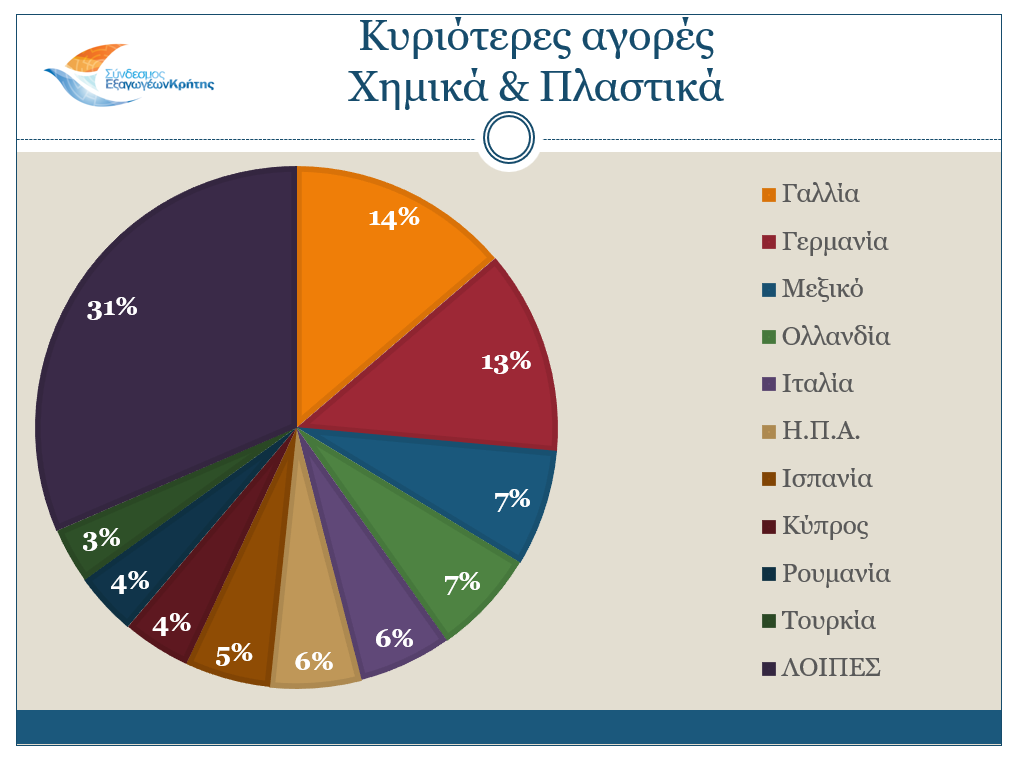 Κυριότερες αγορές
Χημικά & Πλαστικά
Σύνδεσμος
ΕξαγωγέωνΚρήτης
14%
13%
7%
7%
6%
6%
5%
4%
4%
3%
31%
Γαλλία
Γερμανία
Μεξικό
Ολλανδία
Ιταλία
Η.Π.Α.
Ισπανία
Κύπρος
Ρουμανία
Τουρκία
ΛΟΙΠΕΣ